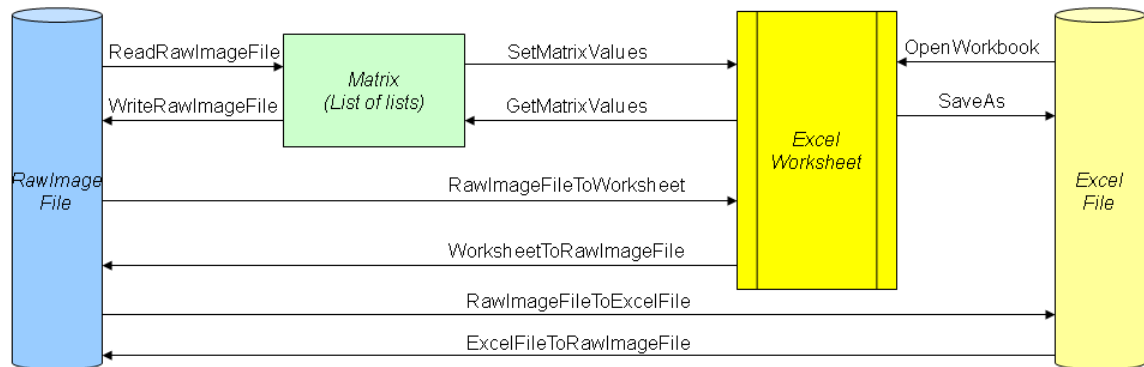 ReadRawImageFile
SetMatrixValues
OpenWorkbook
Matrix
(List of lists)
WriteRawImageFile
GetMatrixValues
SaveAs
Excel
Worksheet
RawImage
File
RawImageFileToWorksheet
Excel
File
WorksheetToRawImageFile
RawImageFileToExcelFile
ExcelFileToRawImageFile